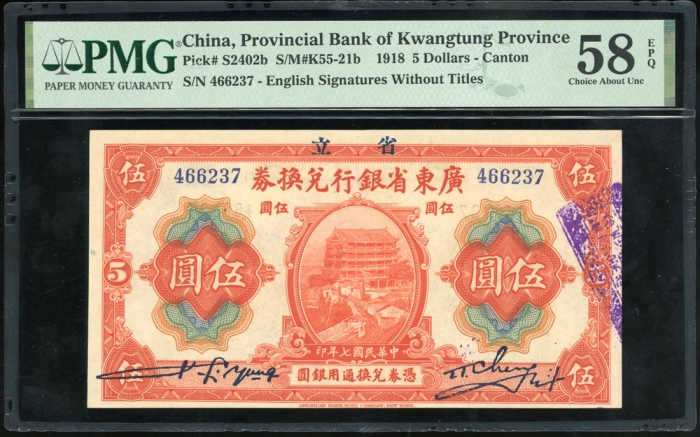 PMG
PAPER MONEY GUARANTY
China, Provincial Bank of Kwangtung Province
Pick# S2402b S/M#K55-21b 1918 5 Dollars - Canton
S/N 466237 - English Signatures Without Titles
58 EPQ
Choice About Unc
立 省
伍 466237 券換兌行銀省東廣 466237 伍
圓伍 圓伍
圓伍 圓伍
5
印年七國民華中
伍 圓銀用通換兌券憑 伍
AMERICAN BANK NOTE COMPANY, NEW YORK.